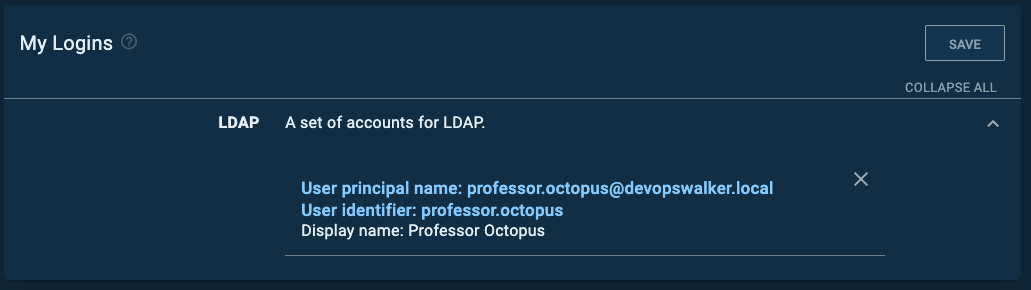 My Logins
SAVE
COLLAPSE ALL
LDAP A set of accounts for LDAP.
User principal name: professor.octopus@devopswalker.local
User identifier: professor.octopus
Display name: Professor Octopus